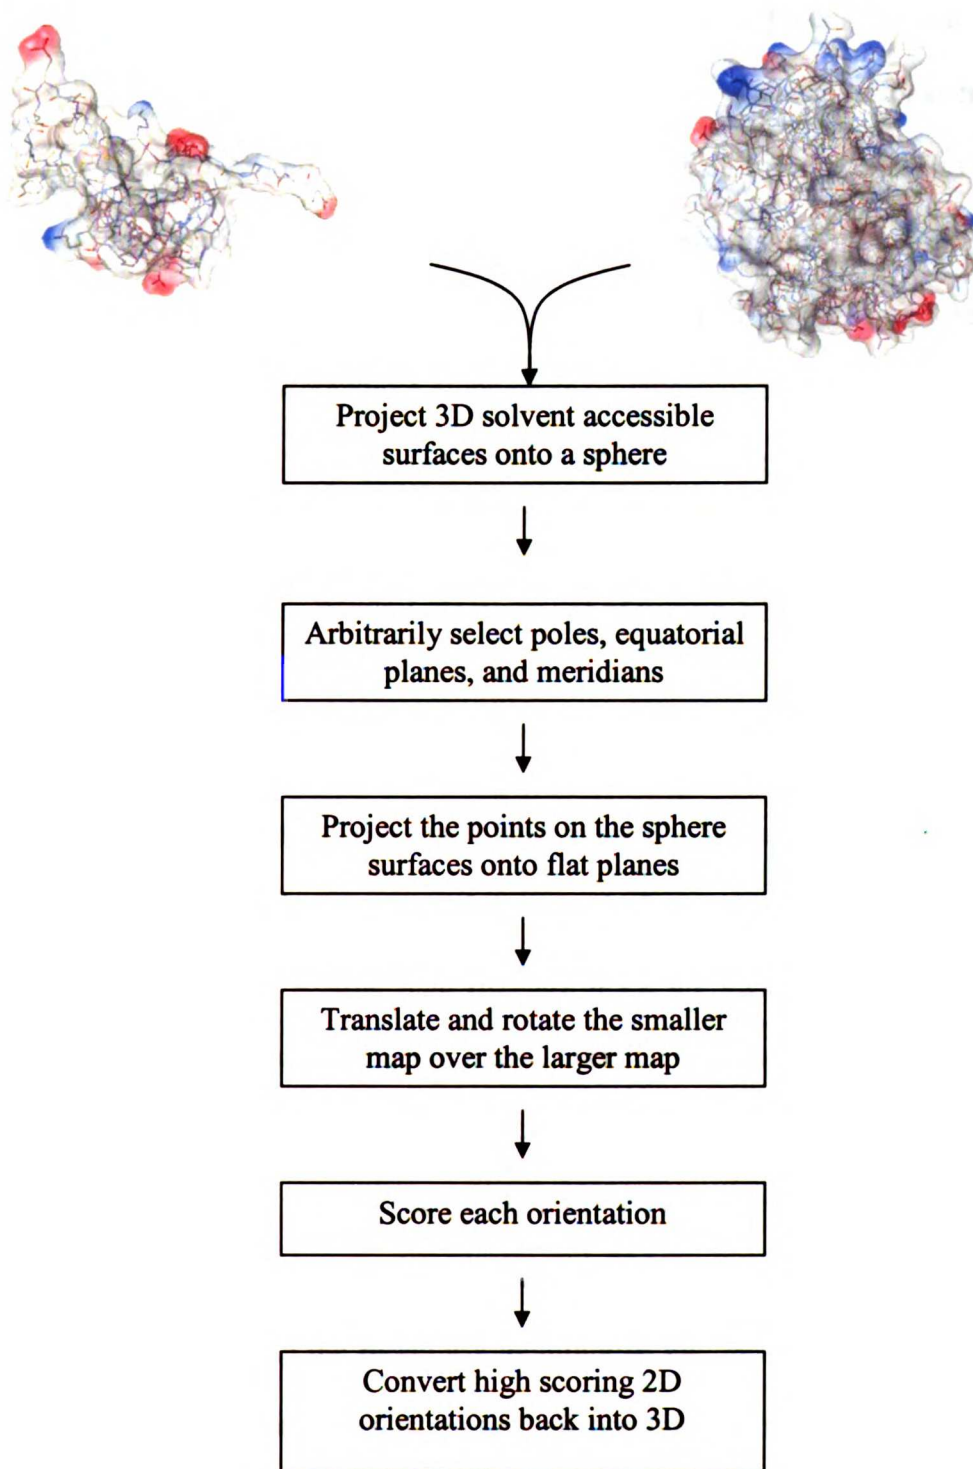 Project 3D solvent accessible
surfaces onto a sphere
Arbitrarily select poles, equatorial
planes, and meridians
Project the points on the sphere
surfaces onto flat planes
Translate and rotate the smaller
map over the larger map
Score each orientation
Convert high scoring 2D
orientations back into 3D